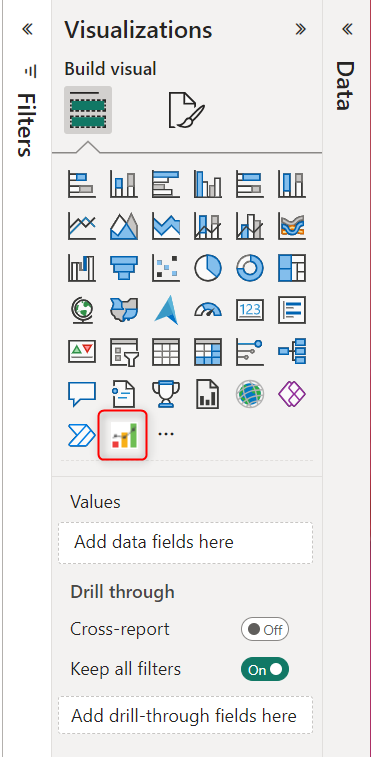 Filters
Visualizations
Build visual
123
Values
Add data fields here
Drill through
Cross-report
Off
Keep all filters
On
Add drill-through fields here
Data